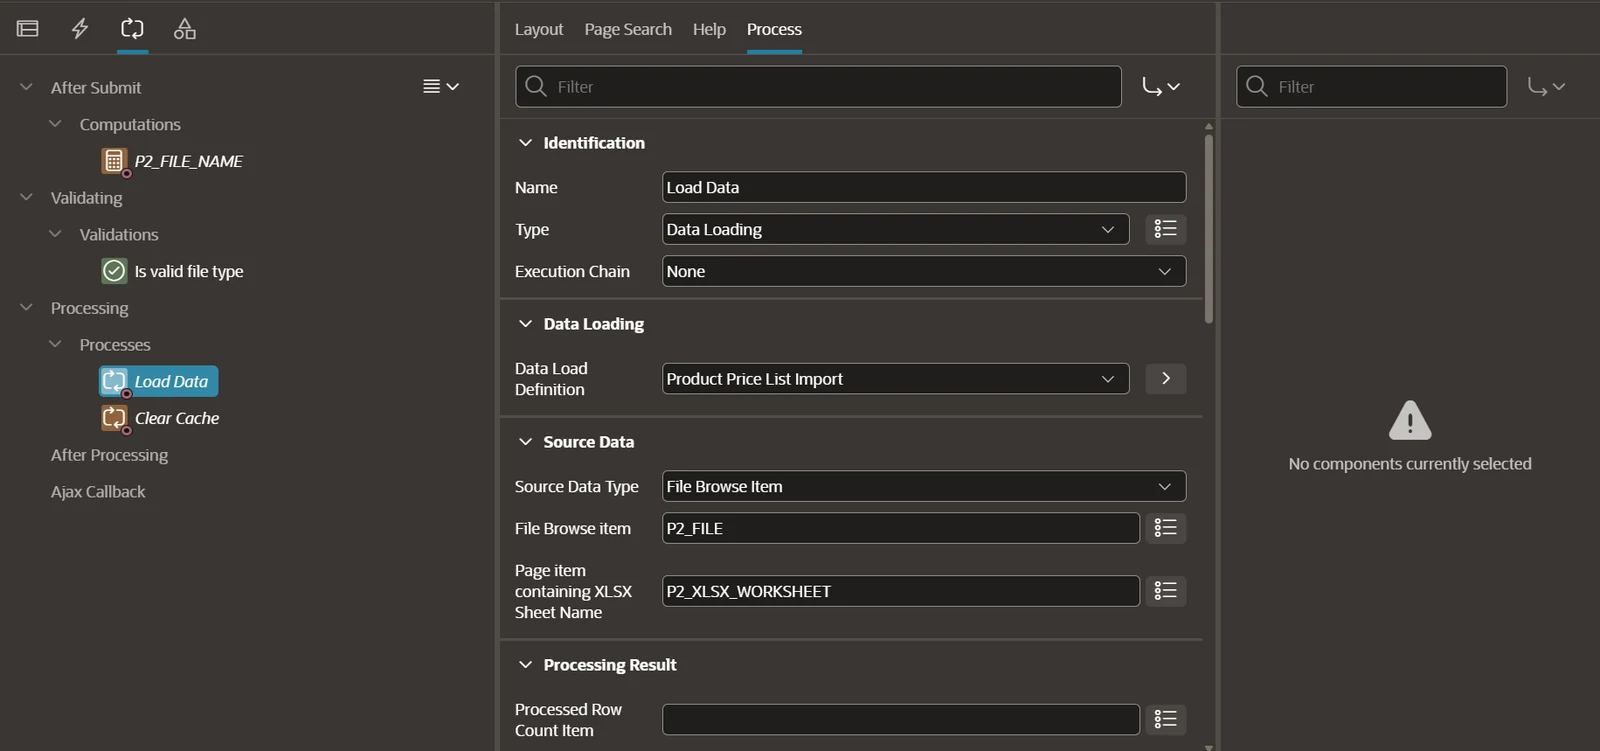 Layout Page Search Help Process
After Submit
Computations
P2_FILE_NAME
Validating
Validations
Is valid file type
Processing
Processes
Load Data
Clear Cache
After Processing
Ajax Callback
Filter
Identification
Name Load Data
Type Data Loading
Execution Chain None
Data Loading
Data Load
Definition
Product Price List Import
Source Data
Source Data Type File Browse Item
File Browse item P2_FILE
Page item
containing XLSX
Sheet Name
P2_XLSX_WORKSHEET
Processing Result
Processed Row
Count Item
Filter
No components currently selected